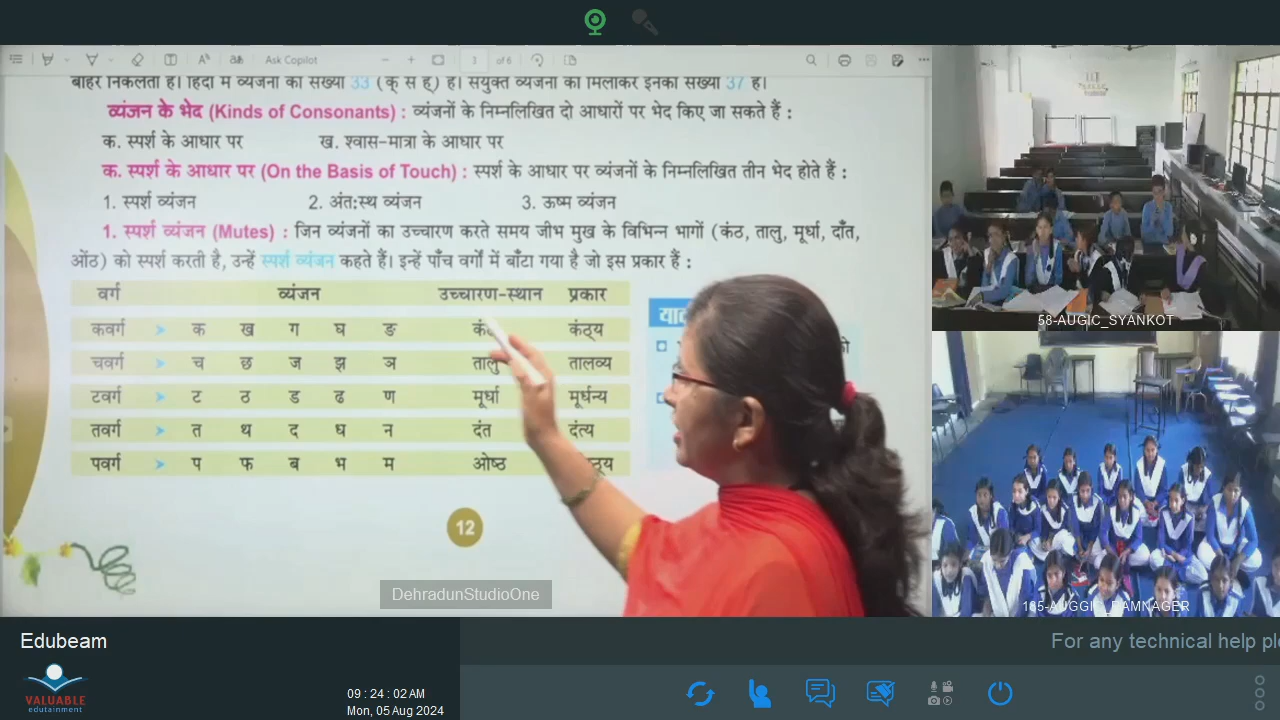 Ask Copilot
3 of 6
बाहर निकलती है। हिंदी में व्यंजनों की संख्या 33 (क् से ह्) है। संयुक्त व्यंजनों को मिलाकर इनकी संख्या 37 है।
व्यंजन के भेद (Kinds of Consonants) : व्यंजनों के निम्नलिखित दो आधारों पर भेद किए जा सकते हैं :
क. स्पर्श के आधार पर ख. श्वास-मात्रा के आधार पर
क. स्पर्श के आधार पर (On the Basis of Touch) : स्पर्श के आधार पर व्यंजनों के निम्नलिखित तीन भेद होते हैं :
1. स्पर्श व्यंजन 2. अंत:स्थ व्यंजन 3. ऊष्म व्यंजन
1. स्पर्श व्यंजन (Mutes) : जिन व्यंजनों का उच्चारण करते समय जीभ मुख के विभिन्न भागों (कंठ, तालु, मूर्धा, दाँत,
ओंठ) को स्पर्श करती है, उन्हें स्पर्श व्यंजन कहते हैं। इन्हें पाँच वर्गों में बाँटा गया है जो इस प्रकार हैं :
वर्ग व्यंजन उच्चारण-स्थान प्रकार
कवर्ग क ख ग घ ङ कंठ्य
चवर्ग च छ ज झ ञ तालु तालव्य
टवर्ग ट ठ ड ढ ण मूर्धा मूर्धन्य
तवर्ग त थ द ध न दंत दंत्य
पवर्ग प फ ब भ म ओष्ठ
12
DehradunStudioOne
58-AUGIC_SYANKOT
185-AUGGIC_RAMNAGER
Edubeam
VALUABLE
edutainment
09 : 24 : 02 AM
Mon, 05 Aug 2024
For any technical help